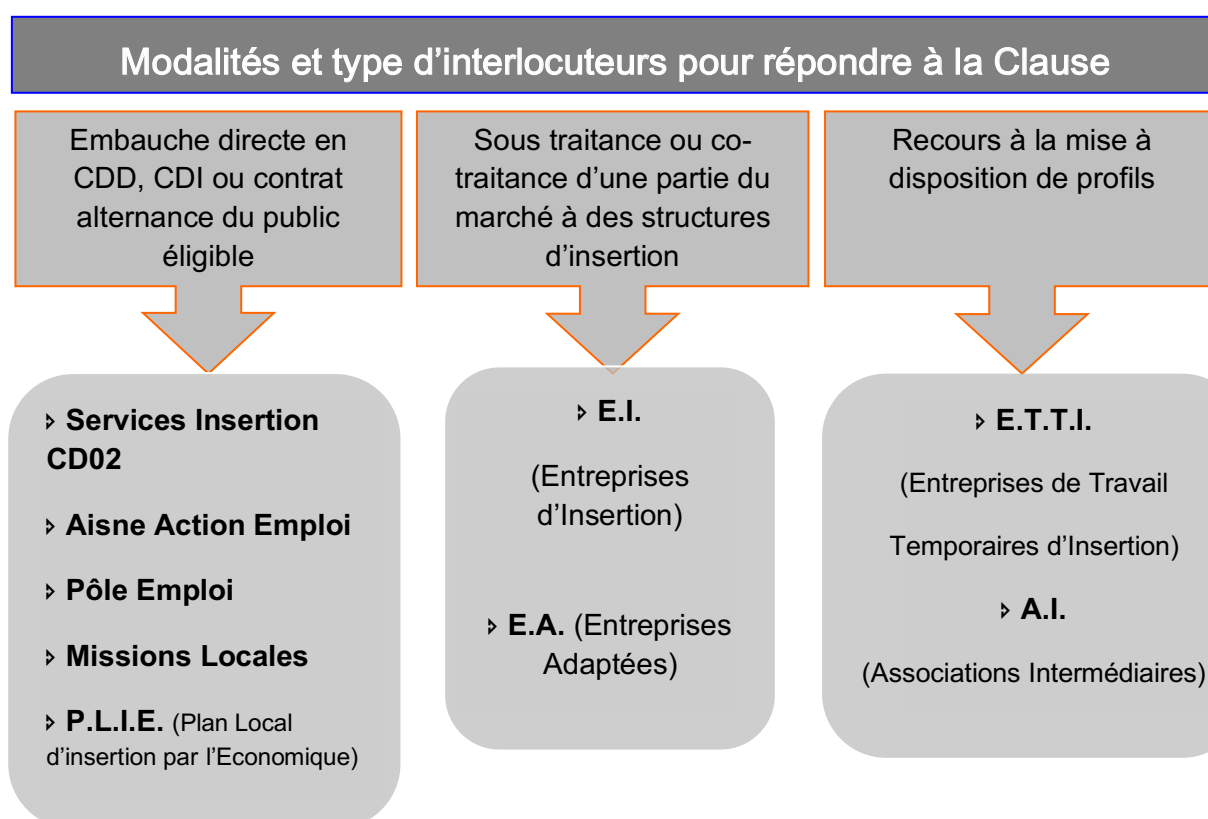 Modalités et type d'interlocuteurs pour répondre à la Clause
Embauche directe en
CDD, CDI ou contrat
alternance du public
éligible
Sous traitance ou co-
traitance d'une partie du
marché à des structures
d'insertion
Recours à la mise à
disposition de profils
Services Insertion
CD02
Aisne Action Emploi
Pôle Emploi
Missions Locales
P.L.I.E. (Plan Local
d'insertion par l'Economique)
E.I.
(Entreprises
d'Insertion)
E.A. (Entreprises
Adaptées)
E.T.T.I.
(Entreprises de Travail
Temporaires d'Insertion)
A.I.
(Associations Intermédiaires)